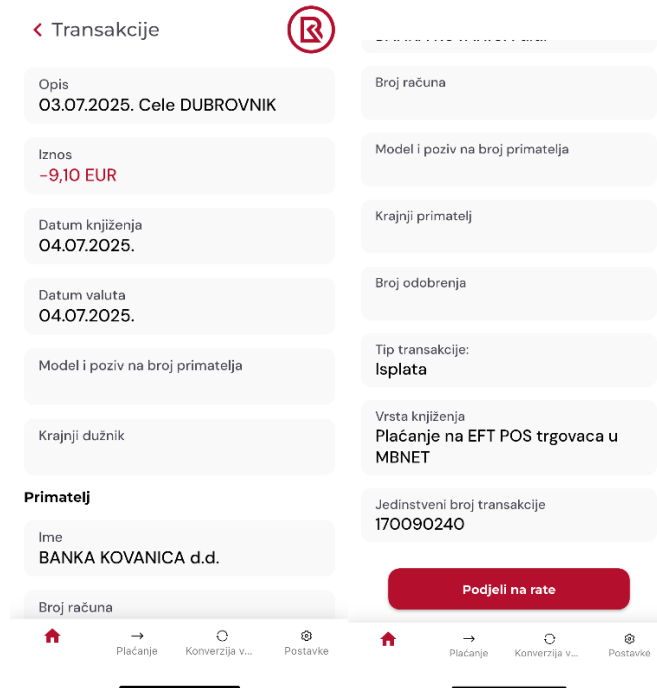 Transakcije
Opis
03.07.2025. Cele DUBROVNIK
Iznos
-9,10 EUR
Datum knjiženja
04.07.2025.
Datum valuta
04.07.2025.
Model i poziv na broj primatelja
Krajnji dužnik
Primatelj
Ime
BANKA KOVANICA d.d.
Broj računa
Plaćanje
Konverzija v...
Postavke
Broj računa
Model i poziv na broj primatelja
Krajnji primatelj
Broj odobrenja
Tip transakcije:
Isplata
Vrsta knjiženja
Plaćanje na EFT POS trgovaca u
MBNET
Jedinstveni broj transakcije
170090240
Podjeli na rate
Plaćanje
Konverzija v...
Postavke